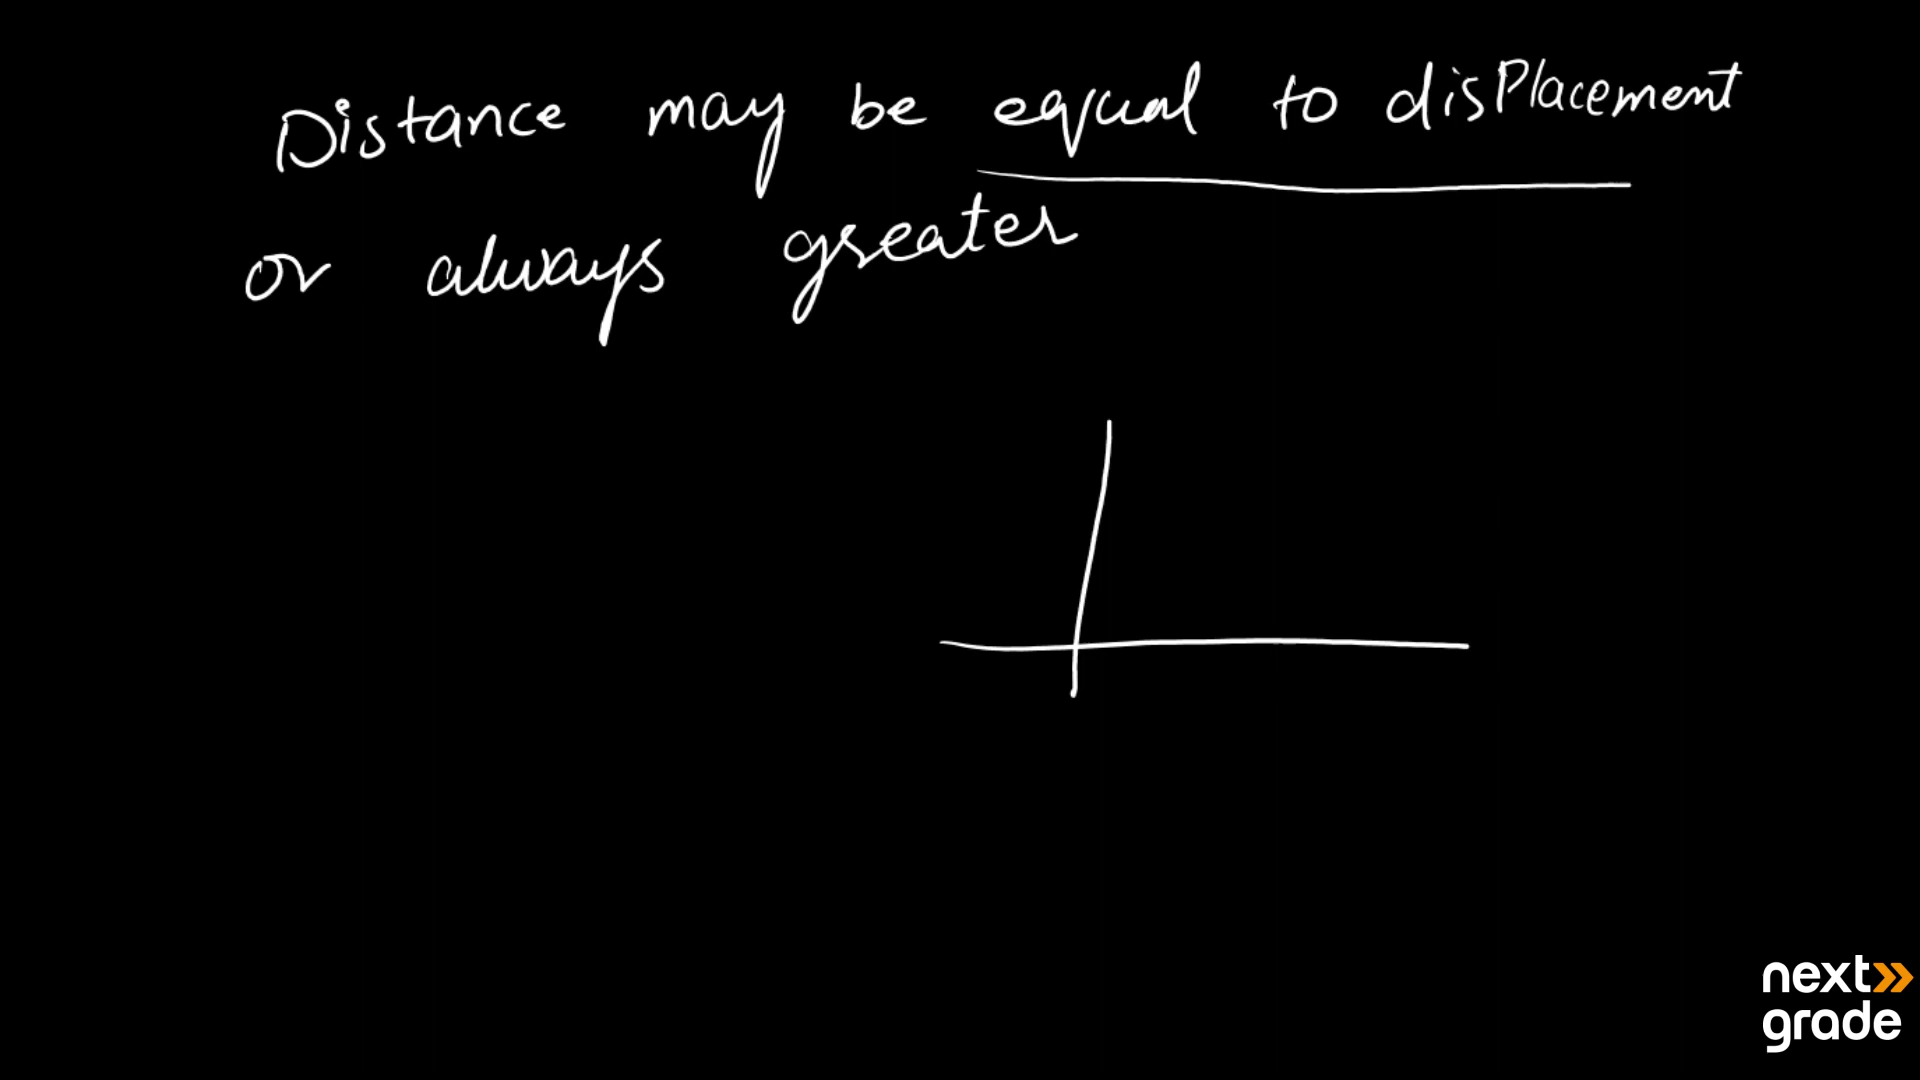 Distance may be equal to displacement
or always greater
next
grade